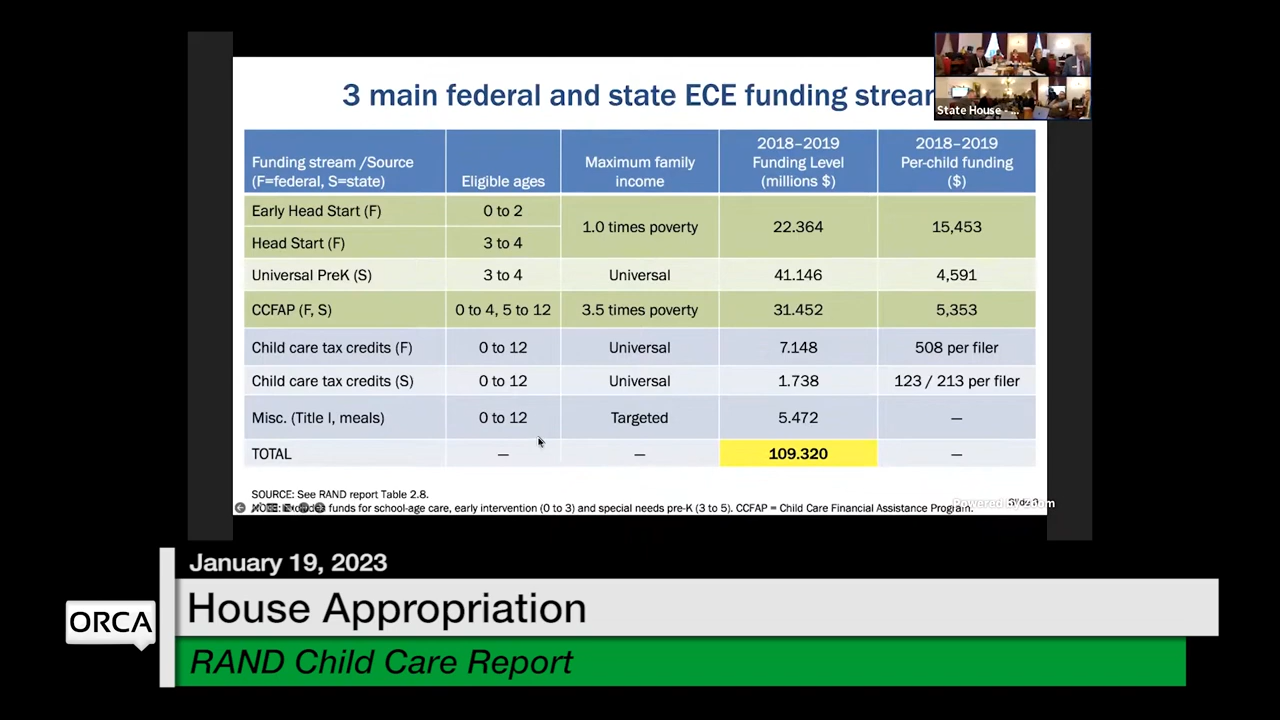 3 main federal and state ECE funding strear
State House - ...
Funding stream /Source
(F=federal, S=state)
Eligible ages
Maximum family
income
2018–2019
Funding Level
(millions $)
2018–2019
Per-child funding
($)
Early Head Start (F)
0 to 2
Head Start (F)
3 to 4
1.0 times poverty
22.364
15,453
Universal PreK (S)
3 to 4
Universal
41.146
4,591
CCFAP (F, S)
0 to 4, 5 to 12
3.5 times poverty
31.452
5,353
Child care tax credits (F)
0 to 12
Universal
7.148
508 per filer
Child care tax credits (S)
0 to 12
Universal
1.738
123 / 213 per filer
Misc. (Title I, meals)
0 to 12
Targeted
5.472
—
TOTAL
—
—
109.320
—
SOURCE: See RAND report Table 2.8.
funds for school-age care, early intervention (0 to 3) and special needs pre-K (3 to 5). CCFAP = Child Care Financial Assistance Program.
Powered by Zoom
January 19, 2023
House Appropriation
ORCA
RAND Child Care Report